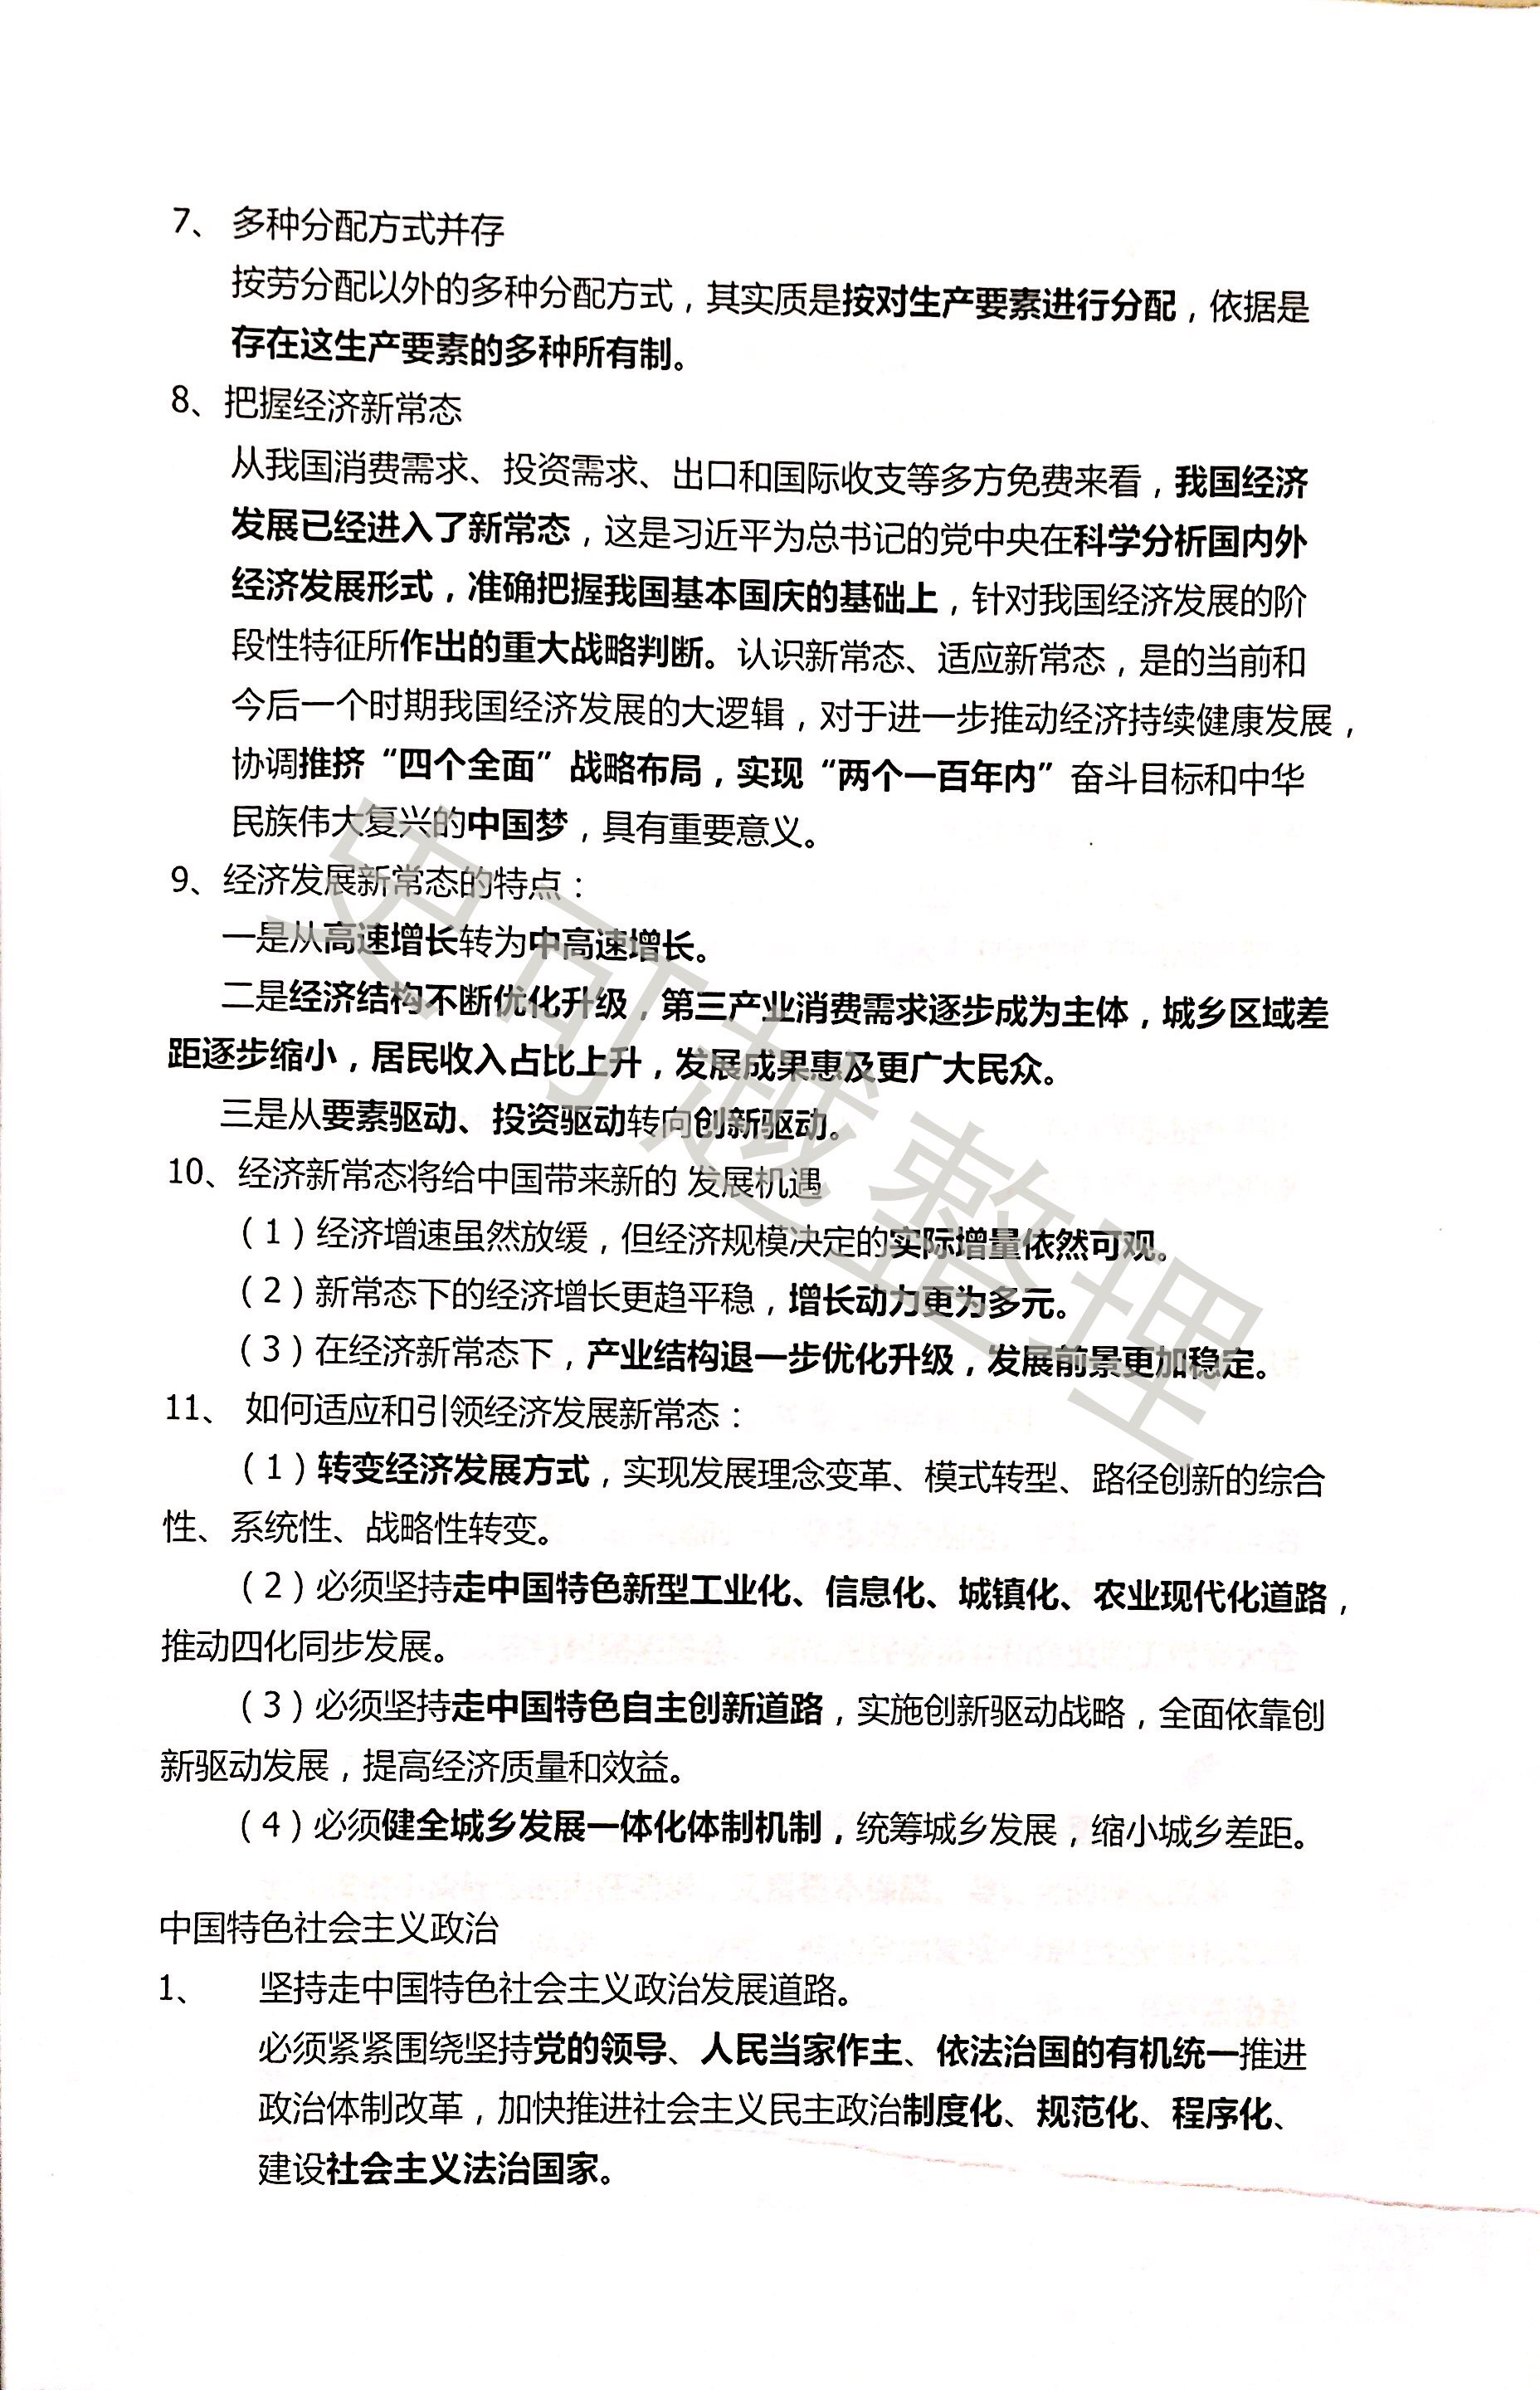 7、 多种分配方式并存
按劳分配以外的多种分配方式，其实质是按对生产要素进行分配，依据是
存在这生产要素的多种所有制。
8、把握经济新常态
从我国消费需求、投资需求、出口和国际收支等多方免费来看，我国经济
发展已经进入了新常态，这是习近平为总书记的党中央在科学分析国内外
经济发展形式，准确把握我国基本国庆的基础上，针对我国经济发展的阶
段性特征所作出的重大战略判断。认识新常态、适应新常态，是的当前和
今后一个时期我国经济发展的大逻辑，对于进一步推动经济持续健康发展，
协调推挤“四个全面”战略布局，实现“两个一百年内”奋斗目标和中华
民族伟大复兴的中国梦，具有重要意义。
9、经济发展新常态的特点：
一是从高速增长转为中高速增长。
二是经济结构不断优化升级，第三产业消费需求逐步成为主体，城乡区域差
距逐步缩小，居民收入占比上升，发展成果惠及更广大民众。
三是从要素驱动、投资驱动转向创新驱动。
10、经济新常态将给中国带来新的 发展机遇
（1）经济增速虽然放缓，但经济规模决定的实际增量依然可观。
（2）新常态下的经济增长更趋平稳，增长动力更为多元。
（3）在经济新常态下，产业结构退一步优化升级，发展前景更加稳定。
11、 如何适应和引领经济发展新常态：
（1）转变经济发展方式，实现发展理念变革、模式转型、路径创新的综合
性、系统性、战略性转变。
（2）必须坚持走中国特色新型工业化、信息化、城镇化、农业现代化道路，
推动四化同步发展。
（3）必须坚持走中国特色自主创新道路，实施创新驱动战略，全面依靠创
新驱动发展，提高经济质量和效益。
（4）必须健全城乡发展一体化体制机制，统筹城乡发展，缩小城乡差距。
中国特色社会主义政治
1、 坚持走中国特色社会主义政治发展道路。
必须紧紧围绕坚持党的领导、人民当家作主、依法治国的有机统一推进
政治体制改革，加快推进社会主义民主政治制度化、规范化、程序化、
建设社会主义法治国家。
史可越整理